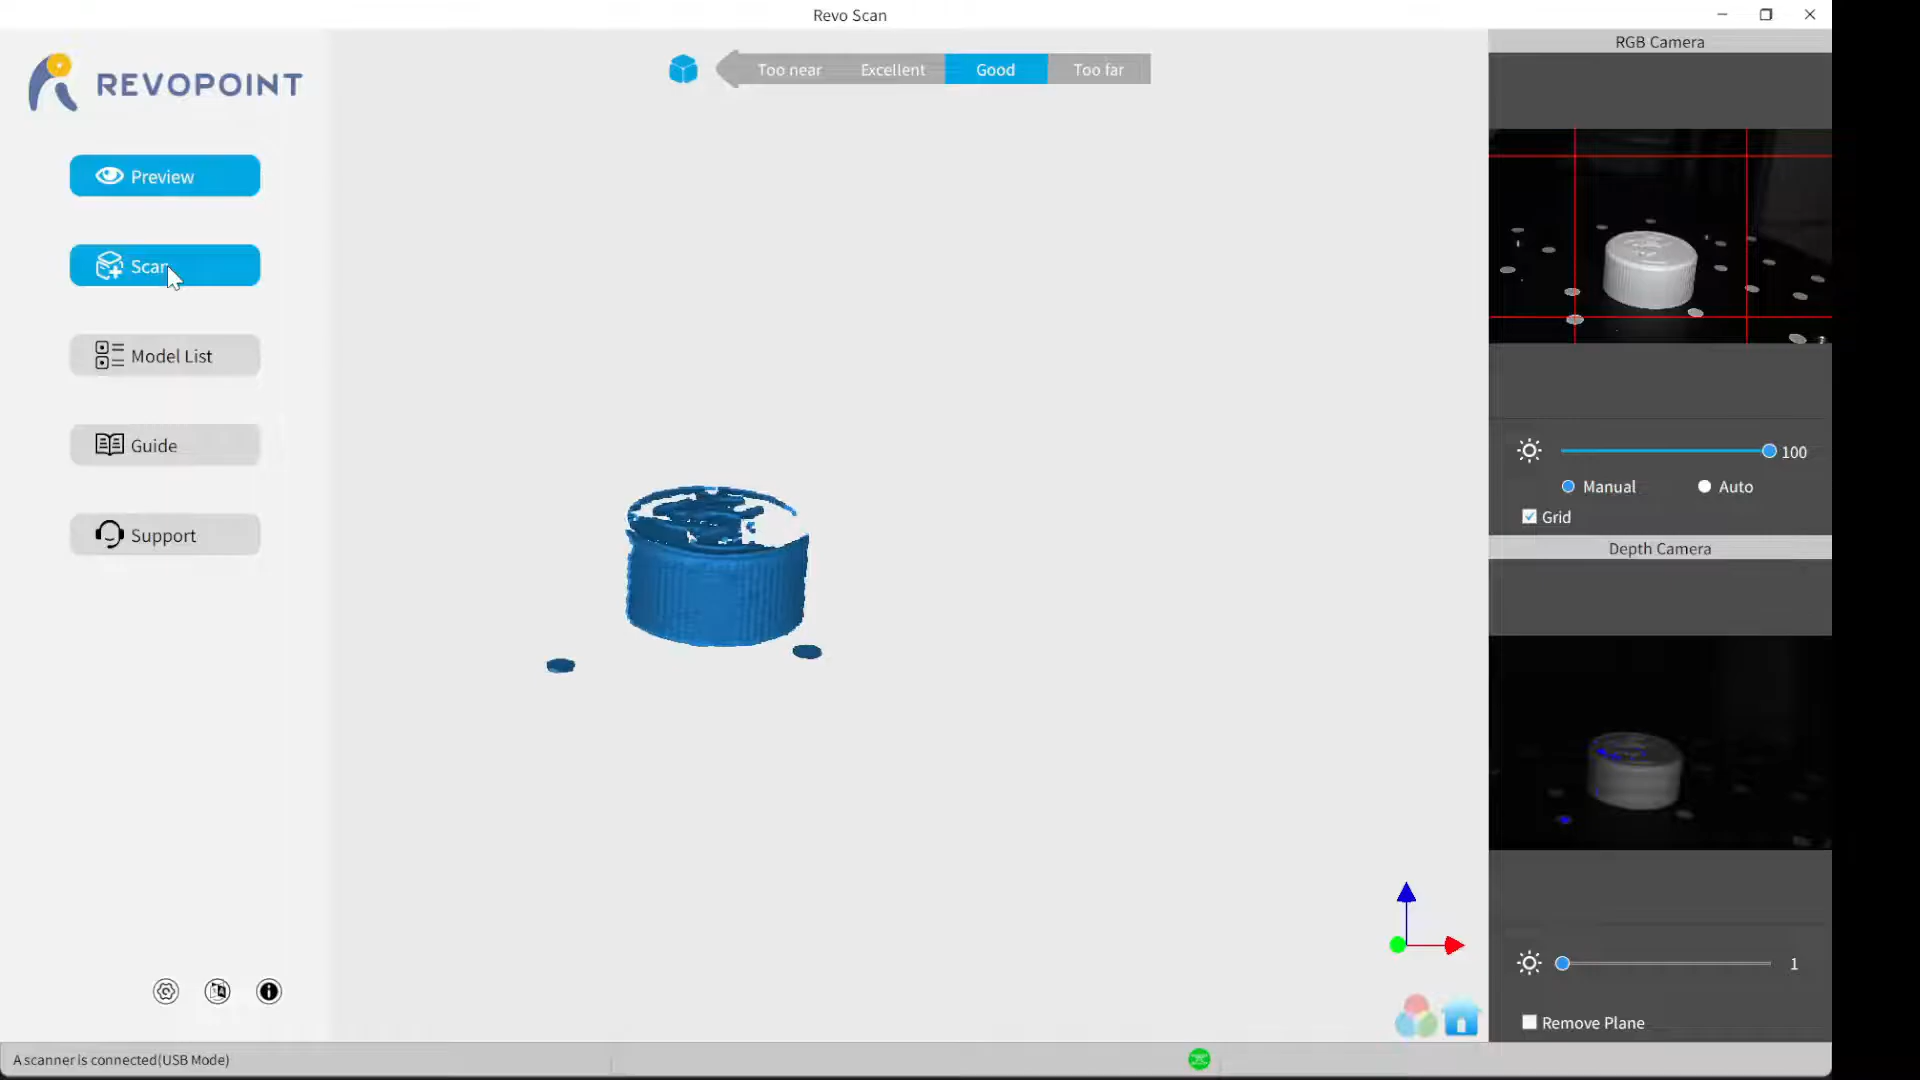 Revo Scan
REVOPOINT
Too near
Excellent
Good
Too far
RGB Camera
Preview
Scan
Model List
Guide
Support
100
Manual
Auto
Grid
Depth Camera
1
Remove Plane
A scanner is connected(USB Mode)